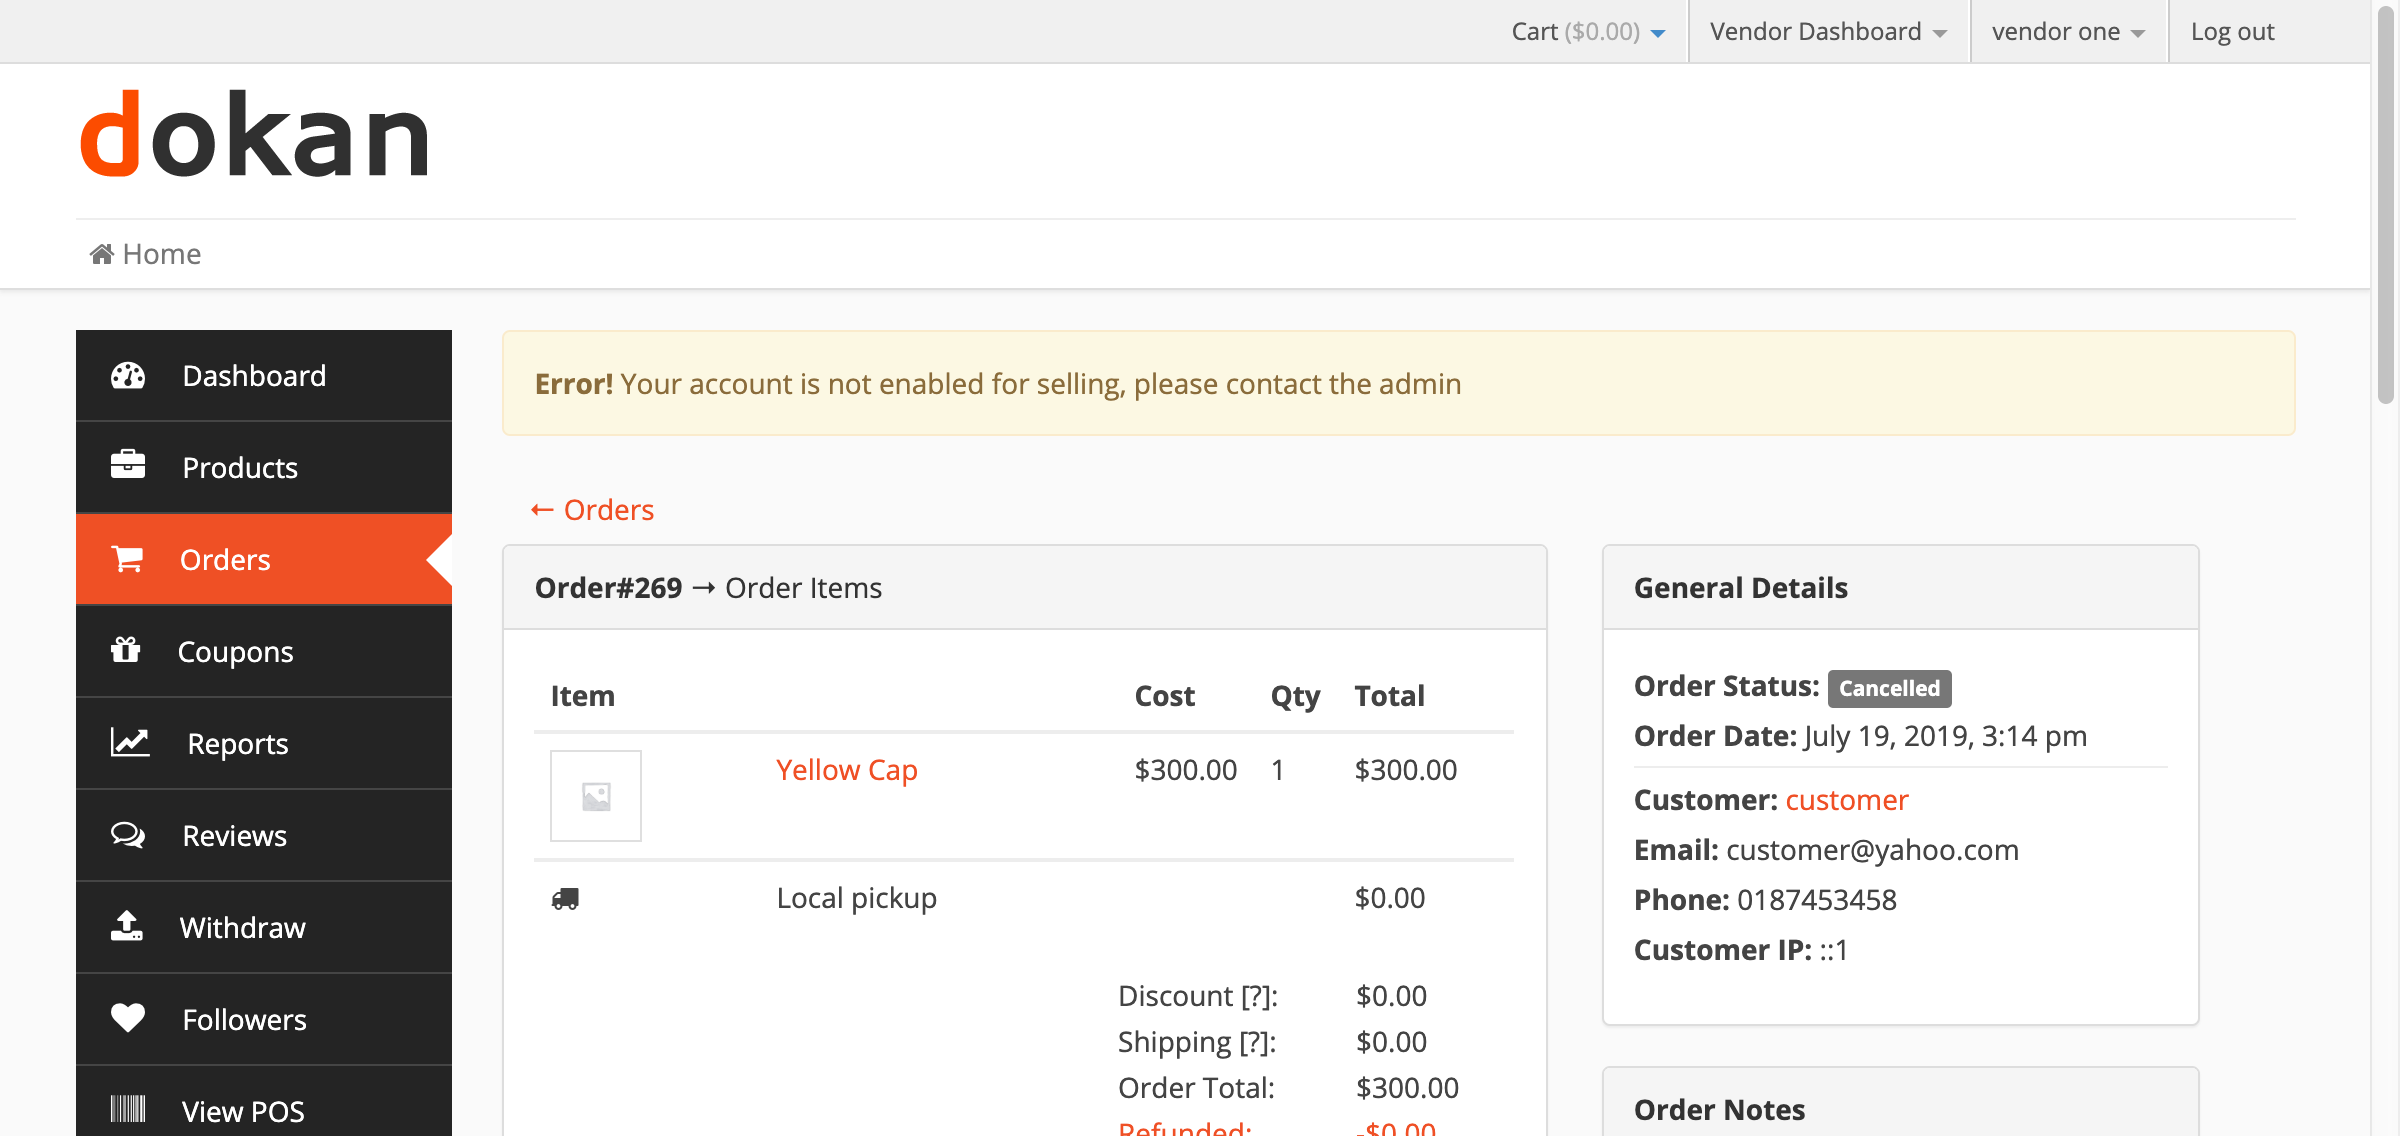 Cart ($0.00) Vendor Dashboard vendor one Log out
dokan
Home
Dashboard
Products
Orders
Coupons
Reports
Reviews
Withdraw
Followers
View POS
Error! Your account is not enabled for selling, please contact the admin
← Orders
Order#269 → Order Items
Item Cost Qty Total
Yellow Cap $300.00 1 $300.00
Local pickup $0.00
Discount [?]: $0.00
Shipping [?]: $0.00
Order Total: $300.00
Refunded: -$0.00
General Details
Order Status: Cancelled
Order Date: July 19, 2019, 3:14 pm
Customer: customer
Email: customer@yahoo.com
Phone: 0187453458
Customer IP: ::1
Order Notes